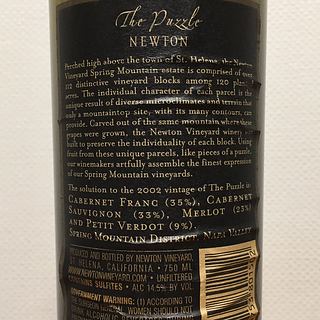 The Puzzle
NEWTON
Perched high above the town of St. Helena, the Newton
Vineyard Spring Mountain estate is comprised of over
112 distinctive vineyard blocks among 120 planted
acres. The individual character of each parcel is the
unique result of diverse microclimates and terrain that
only a mountaintop site, with its many contours, can
provide. Carved out of the same mountain where these
grapes were grown, the Newton Vineyard winery was
built to preserve the individuality of each block. Using
fruit from these unique parcels, like pieces of a puzzle,
our winemakers artfully assemble the finest expression
of our Spring Mountain vineyards.
The solution to the 2002 vintage of The Puzzle is:
CABERNET FRANC (35%), CABERNET
SAUVIGNON (33%), MERLOT (23%)
AND PETIT VERDOT (9%).
SPRING MOUNTAIN DISTRICT, NAPA VALLEY
PRODUCED AND BOTTLED BY NEWTON VINEYARD,
ST. HELENA, CALIFORNIA • 750 ML
WWW.NEWTONVINEYARD.COM • UNFILTERED
CONTAINS SULFITES • ALC 14.5% BY VOL
GOVERNMENT WARNING: (1) ACCORDING TO
THE SURGEON GENERAL, WOMEN SHOULD NOT
DRINK ALCOHOLIC BEVERAGES